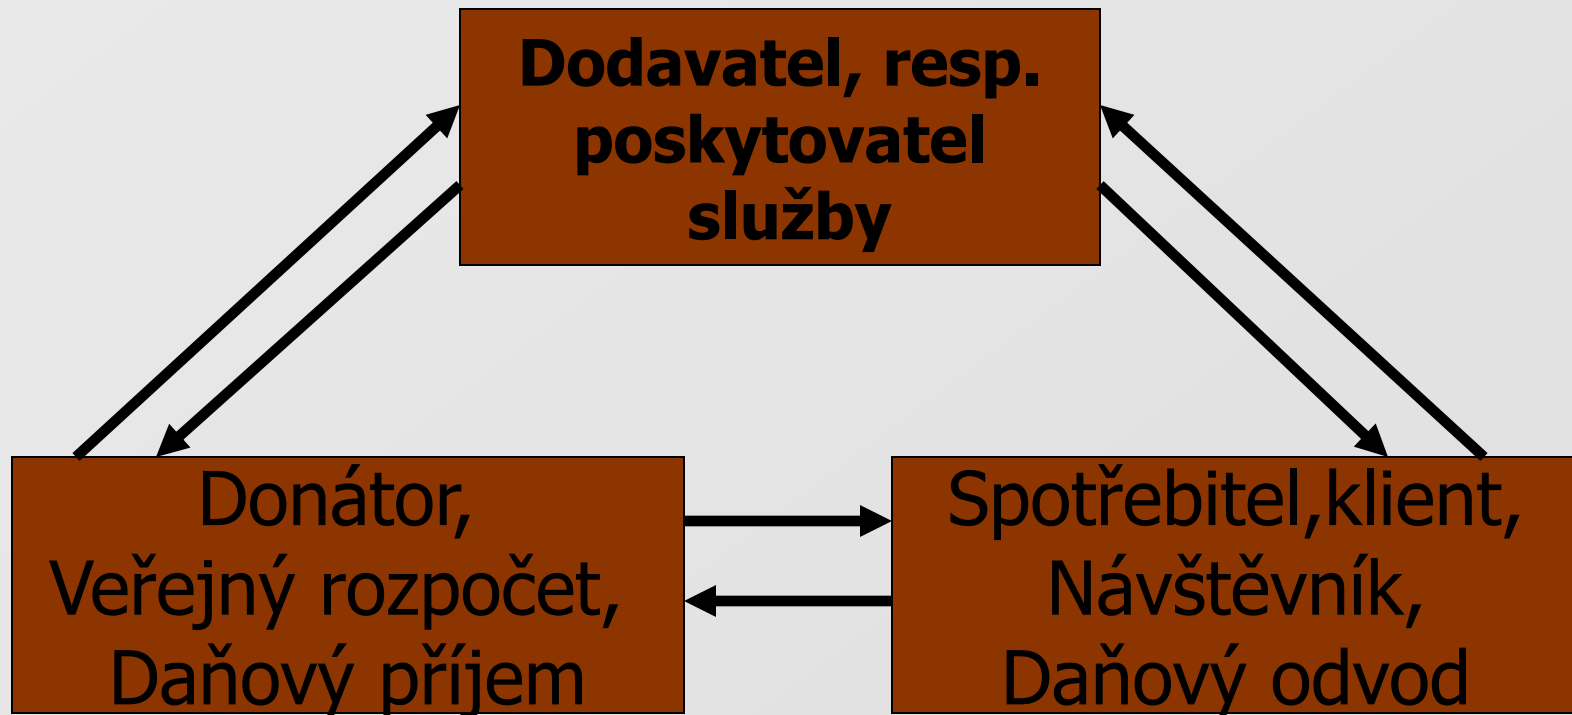 Dodavatel, resp.
poskytovatel
služby
Donátor,
Veřejný rozpočet,
Daňový příjem
Spotřebitel,klient,
Návštěvník,
Daňový odvod